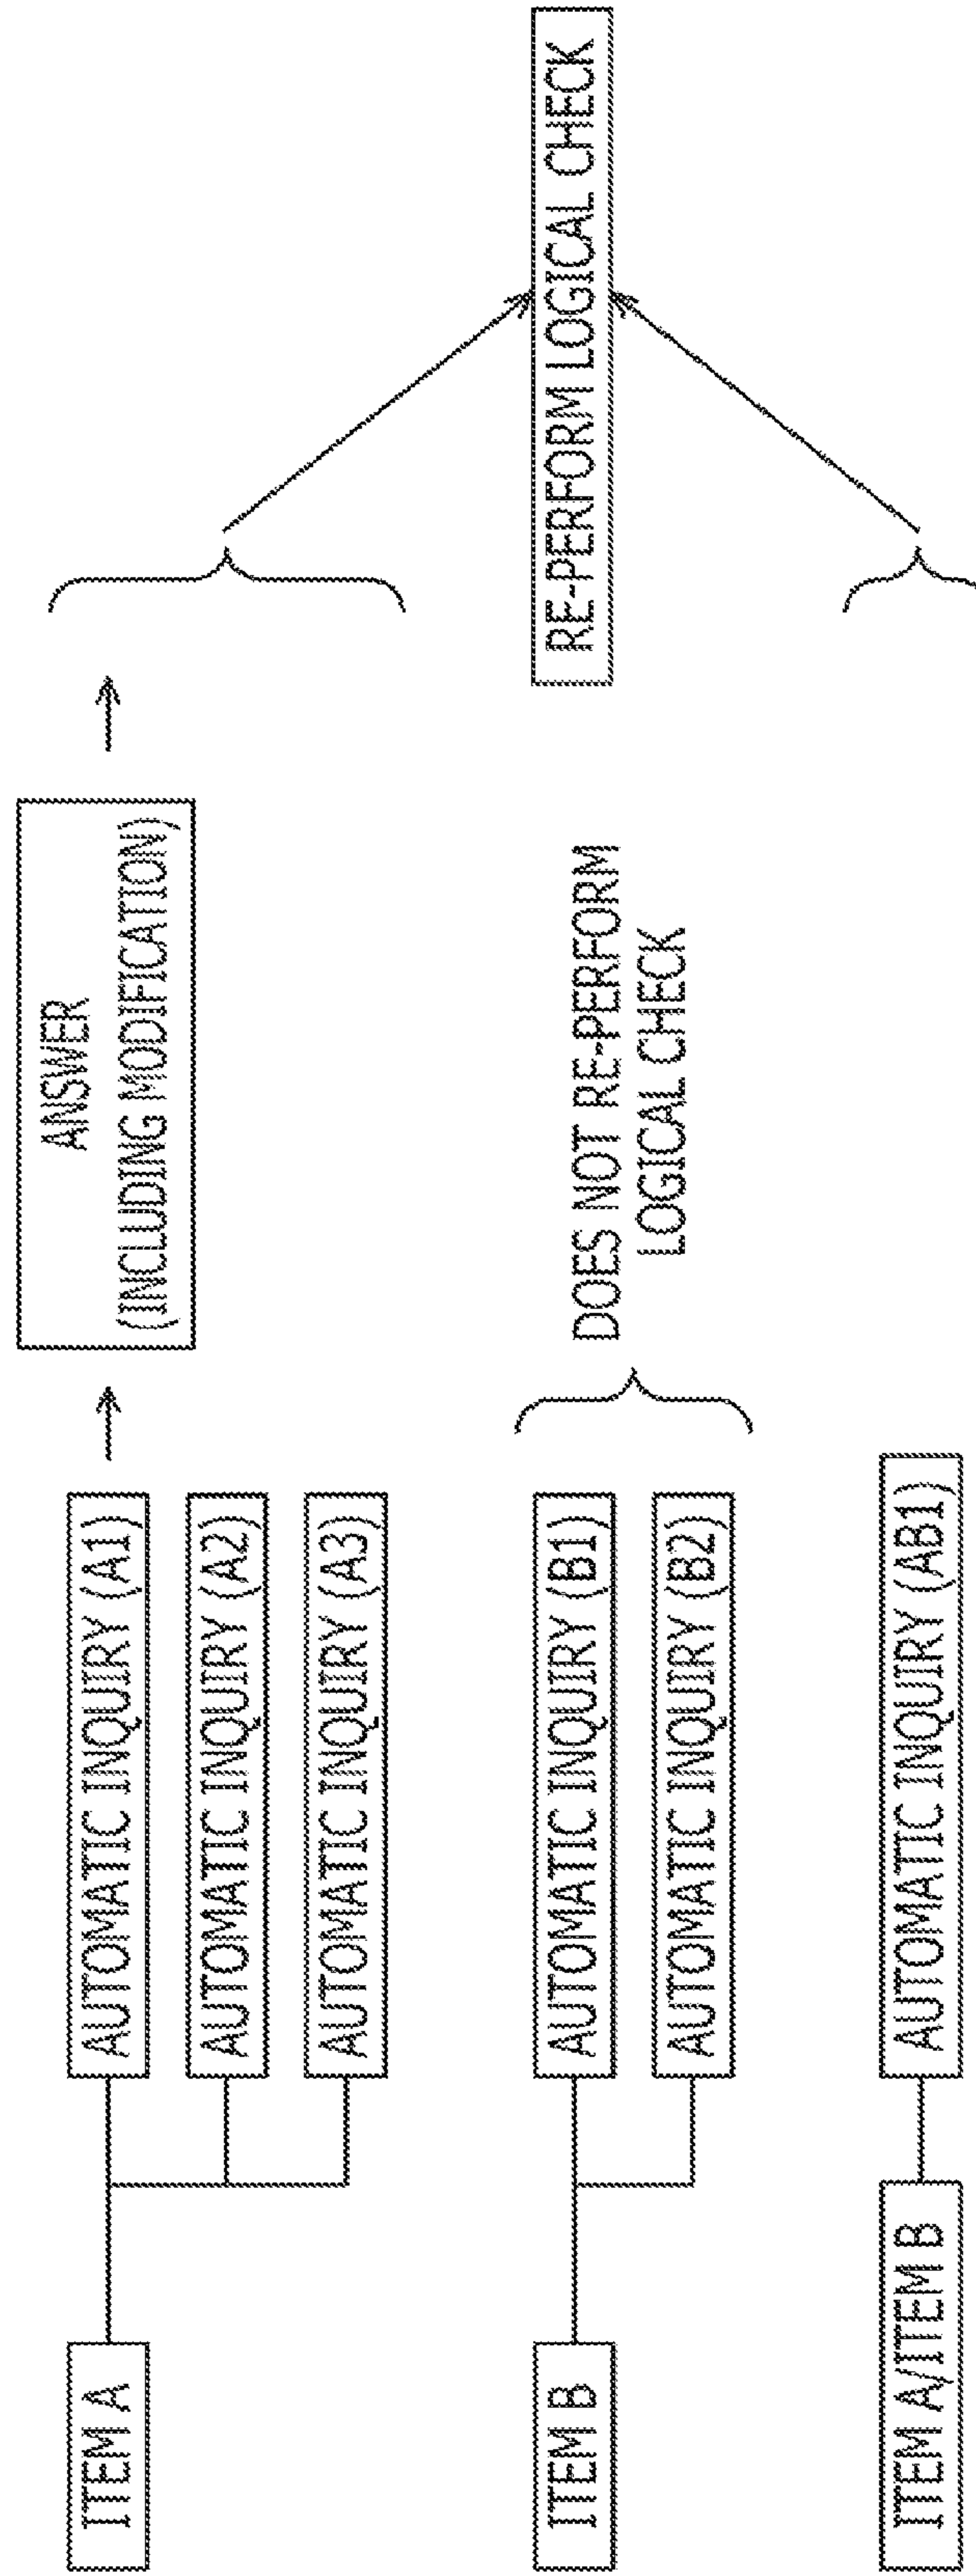 ITEM A
AUTOMATIC INQUIRY (A1)
ANSWER
(INCLUDING MODIFICATION)
AUTOMATIC INQUIRY (A2)
AUTOMATIC INQUIRY (A3)
RE-PERFORM LOGICAL CHECK
ITEM B
AUTOMATIC INQUIRY (B1)
AUTOMATIC INQUIRY (B2)
DOES NOT RE-PERFORM
LOGICAL CHECK
ITEM A/ITEM B
AUTOMATIC INQUIRY (AB1)